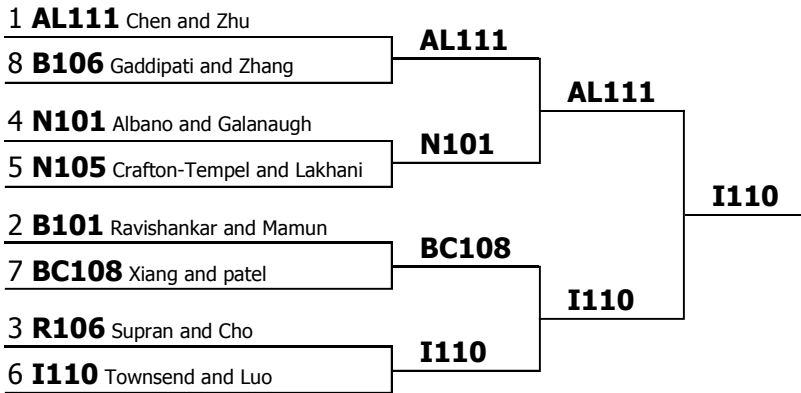 1 AL111 Chen and Zhu
8 B106 Gaddipati and Zhang
4 N101 Albano and Galanaugh
5 N105 Crafton-Tempel and Lakhani
2 B101 Ravishankar and Mamun
7 BC108 Xiang and patel
3 R106 Supran and Cho
6 I110 Townsend and Luo
AL111
N101
BC108
I110
AL111
I110
I110